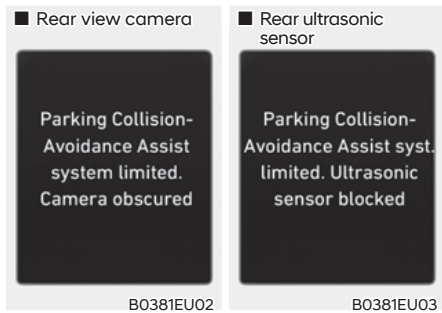 ■ Rear view camera
Parking Collision-
Avoidance Assist
system limited.
Camera obscured
B0381EU02
■ Rear ultrasonic
sensor
Parking Collision-
Avoidance Assist syst.
limited. Ultrasonic
sensor blocked
B0381EU03